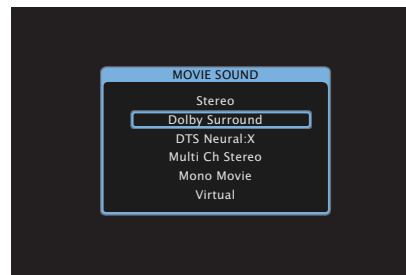 MOVIE SOUND
Stereo
Dolby Surround
DTS Neural:X
Multi Ch Stereo
Mono Movie
Virtual